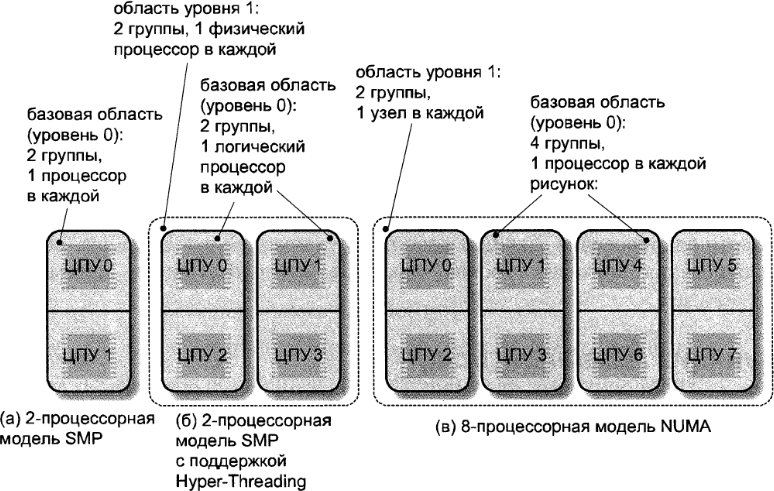 область уровня 1:
2 группы, 1 физический
процессор в каждой
базовая область
(уровень 0):
2 группы,
1 процессор
в каждой
базовая область
(уровень 0):
2 группы,
1 логический
процессор
в каждой
область уровня 1:
2 группы,
1 узел в каждой
базовая область
(уровень 0):
4 группы,
1 процессор в каждой
рисунок:
ЦПУ 0
ЦПУ 1
ЦПУ 0
ЦПУ 1
ЦПУ 2
ЦПУ 3
ЦПУ 0
ЦПУ 1
ЦПУ 4
ЦПУ 5
ЦПУ 2
ЦПУ 3
ЦПУ 6
ЦПУ 7
(а) 2-процессорная
модель SMP
(б) 2-процессорная
модель SMP
с поддержкой
Hyper-Threading
(в) 8-процессорная модель NUMA